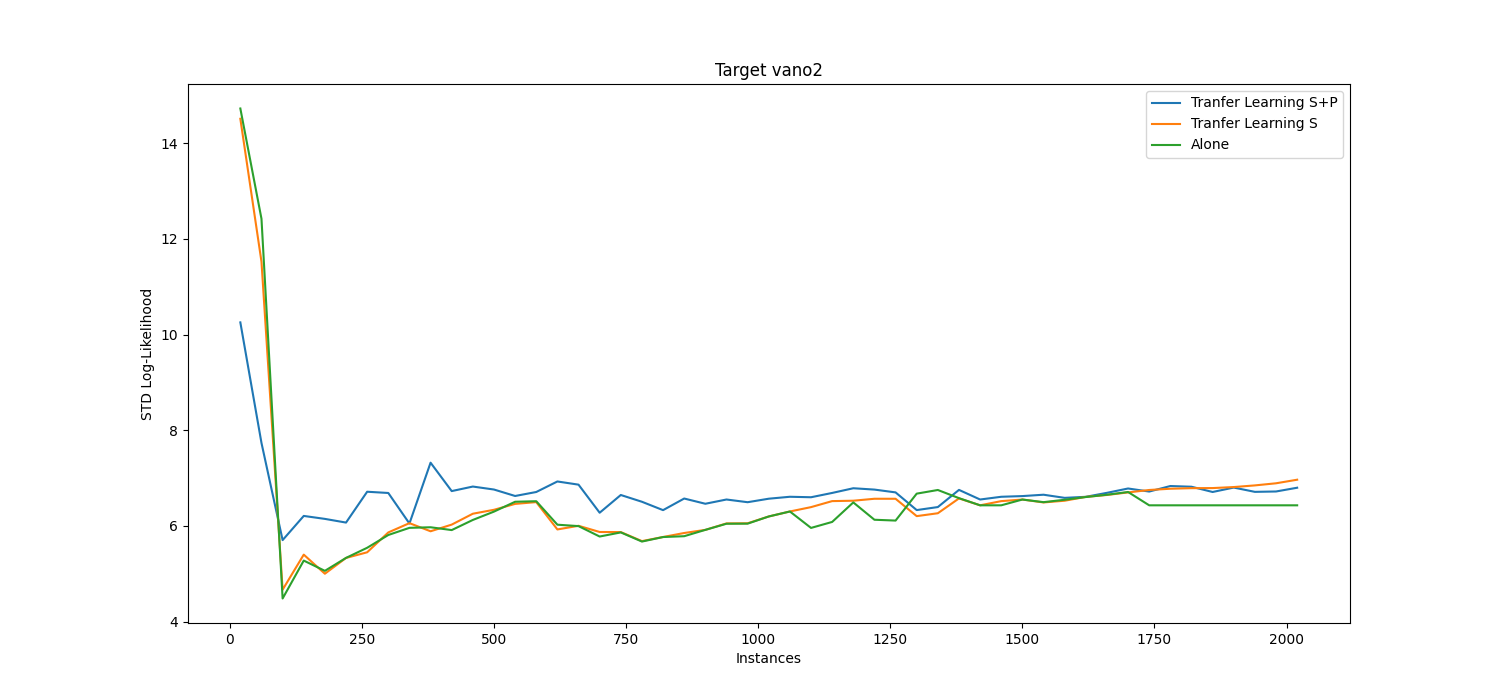 Target vano2
Tranfer Learning S+P
Tranfer Learning S
Alone
STD Log-Likelihood
14
12
10
8
6
4
0 250 500 750 1000 1250 1500 1750 2000
Instances